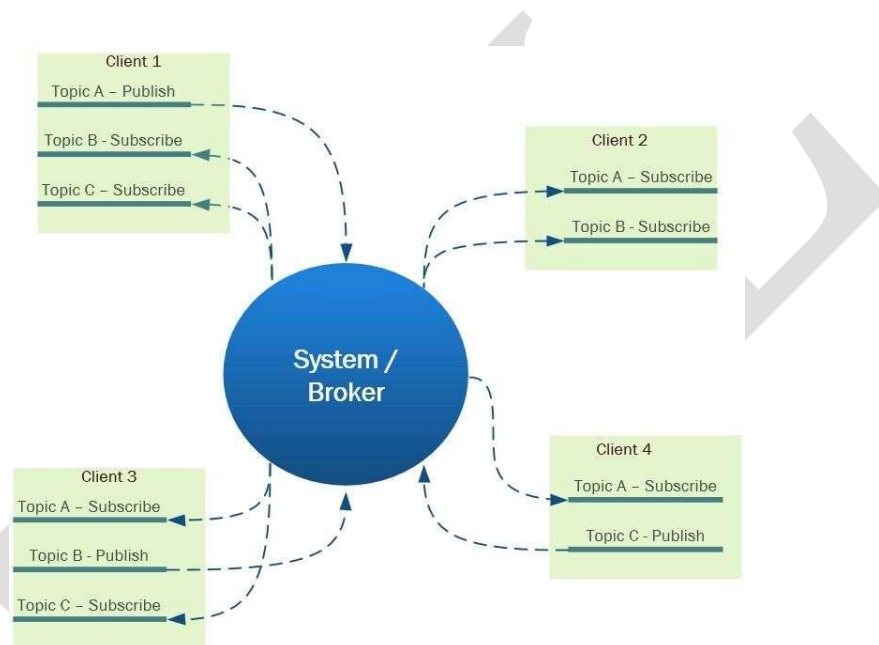 Client 1
Topic A – Publish
Topic B - Subscribe
Topic C – Subscribe
Client 2
Topic A – Subscribe
Topic B - Subscribe
System /
Broker
Client 3
Topic A – Subscribe
Topic B - Publish
Topic C – Subscribe
Client 4
Topic A – Subscribe
Topic C - Publish